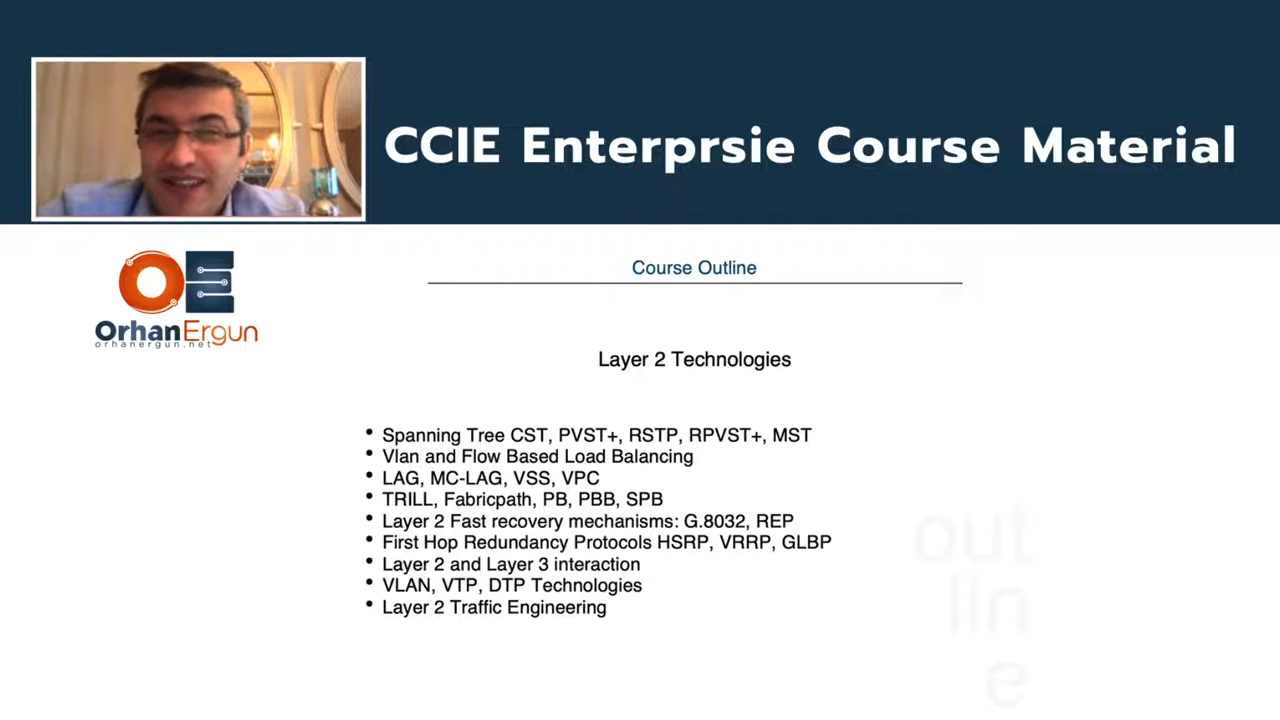 CCIE Enterprsie Course Material
OrhanErgun
orhanergun.net
Course Outline
Layer 2 Technologies
• Spanning Tree CST, PVST+, RSTP, RPVST+, MST
• Vlan and Flow Based Load Balancing
• LAG, MC-LAG, VSS, VPC
• TRILL, Fabricpath, PB, PBB, SPB
• Layer 2 Fast recovery mechanisms: G.8032, REP
• First Hop Redundancy Protocols HSRP, VRRP, GLBP
• Layer 2 and Layer 3 interaction
• VLAN, VTP, DTP Technologies
• Layer 2 Traffic Engineering
out
lin
e